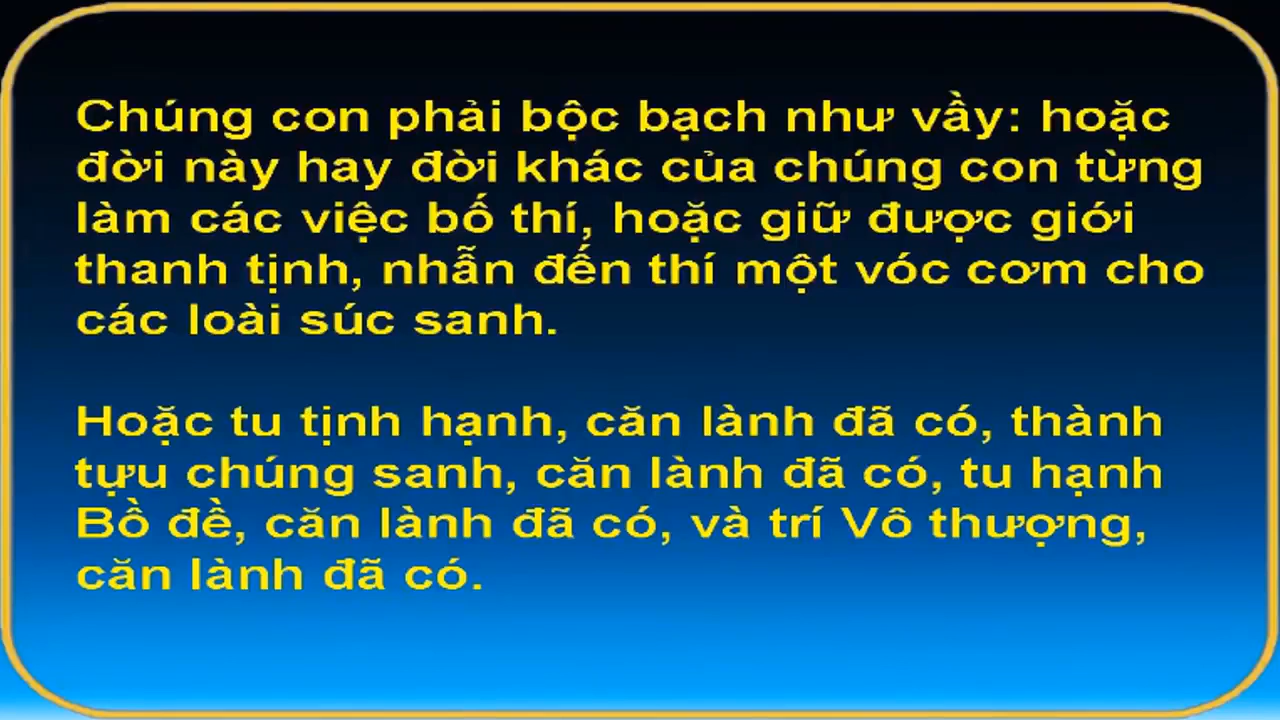 Chúng con phải bộc bạch như vầy: hoặc
đời này hay đời khác của chúng con từng
làm các việc bố thí, hoặc giữ được giới
thanh tịnh, nhẫn đến thí một vóc cơm cho
các loài súc sanh.
Hoặc tu tịnh hạnh, căn lành đã có, thành
tựu chúng sanh, căn lành đã có, tu hạnh
Bồ đề, căn lành đã có, và trí Vô thượng,
căn lành đã có.